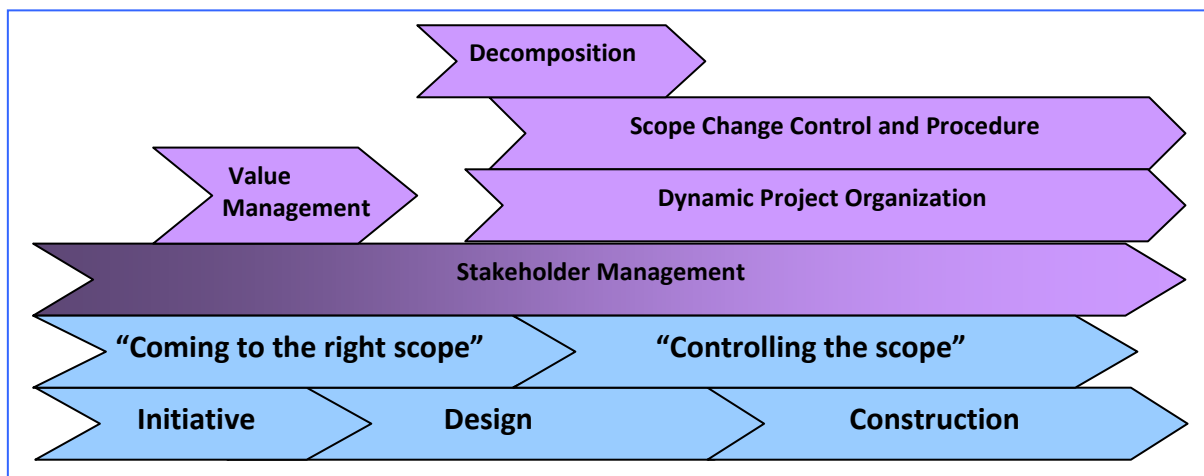 Decomposition
Scope Change Control and Procedure
Value
Management
Dynamic Project Organization
Stakeholder Management
“Coming to the right scope”
“Controlling the scope”
Initiative
Design
Construction